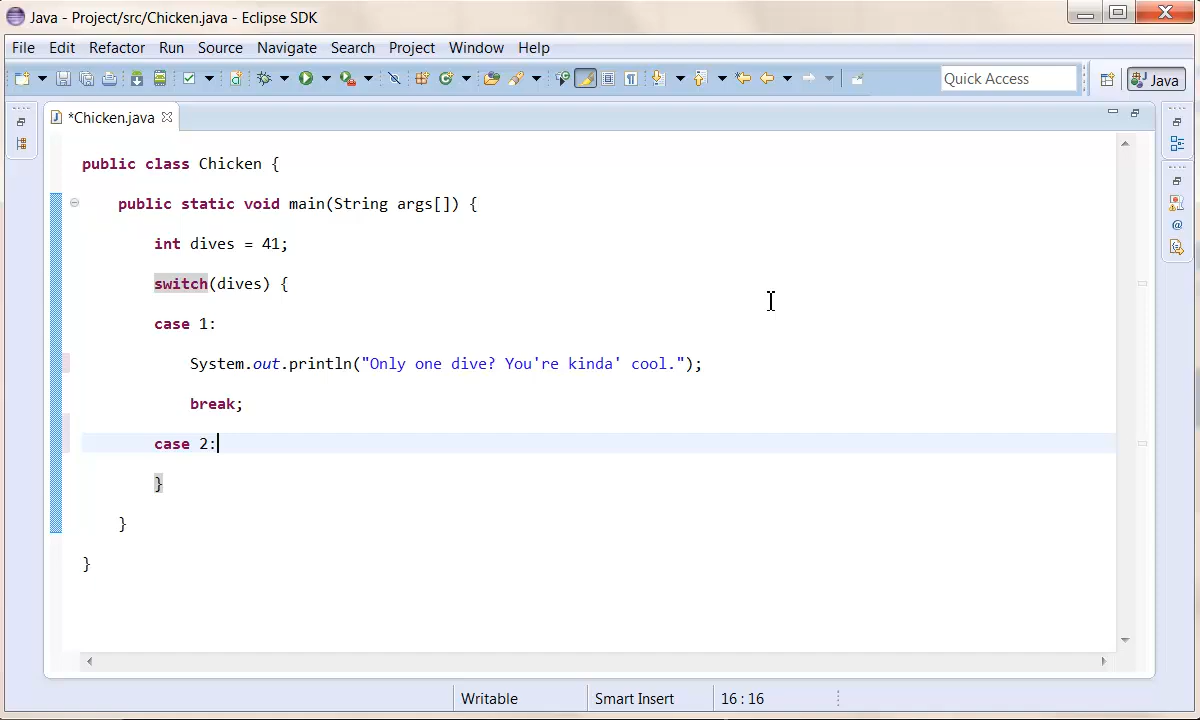 Java - Project/src/Chicken.java - Eclipse SDK
File Edit Refactor Run Source Navigate Search Project Window Help
Quick Access
Java
*Chicken.java
public class Chicken {
public static void main(String args[]) {
int dives = 41;
switch(dives) {
case 1:
System.out.println("Only one dive? You're kinda' cool.");
break;
case 2:
}
}
}
Writable Smart Insert 16 : 16